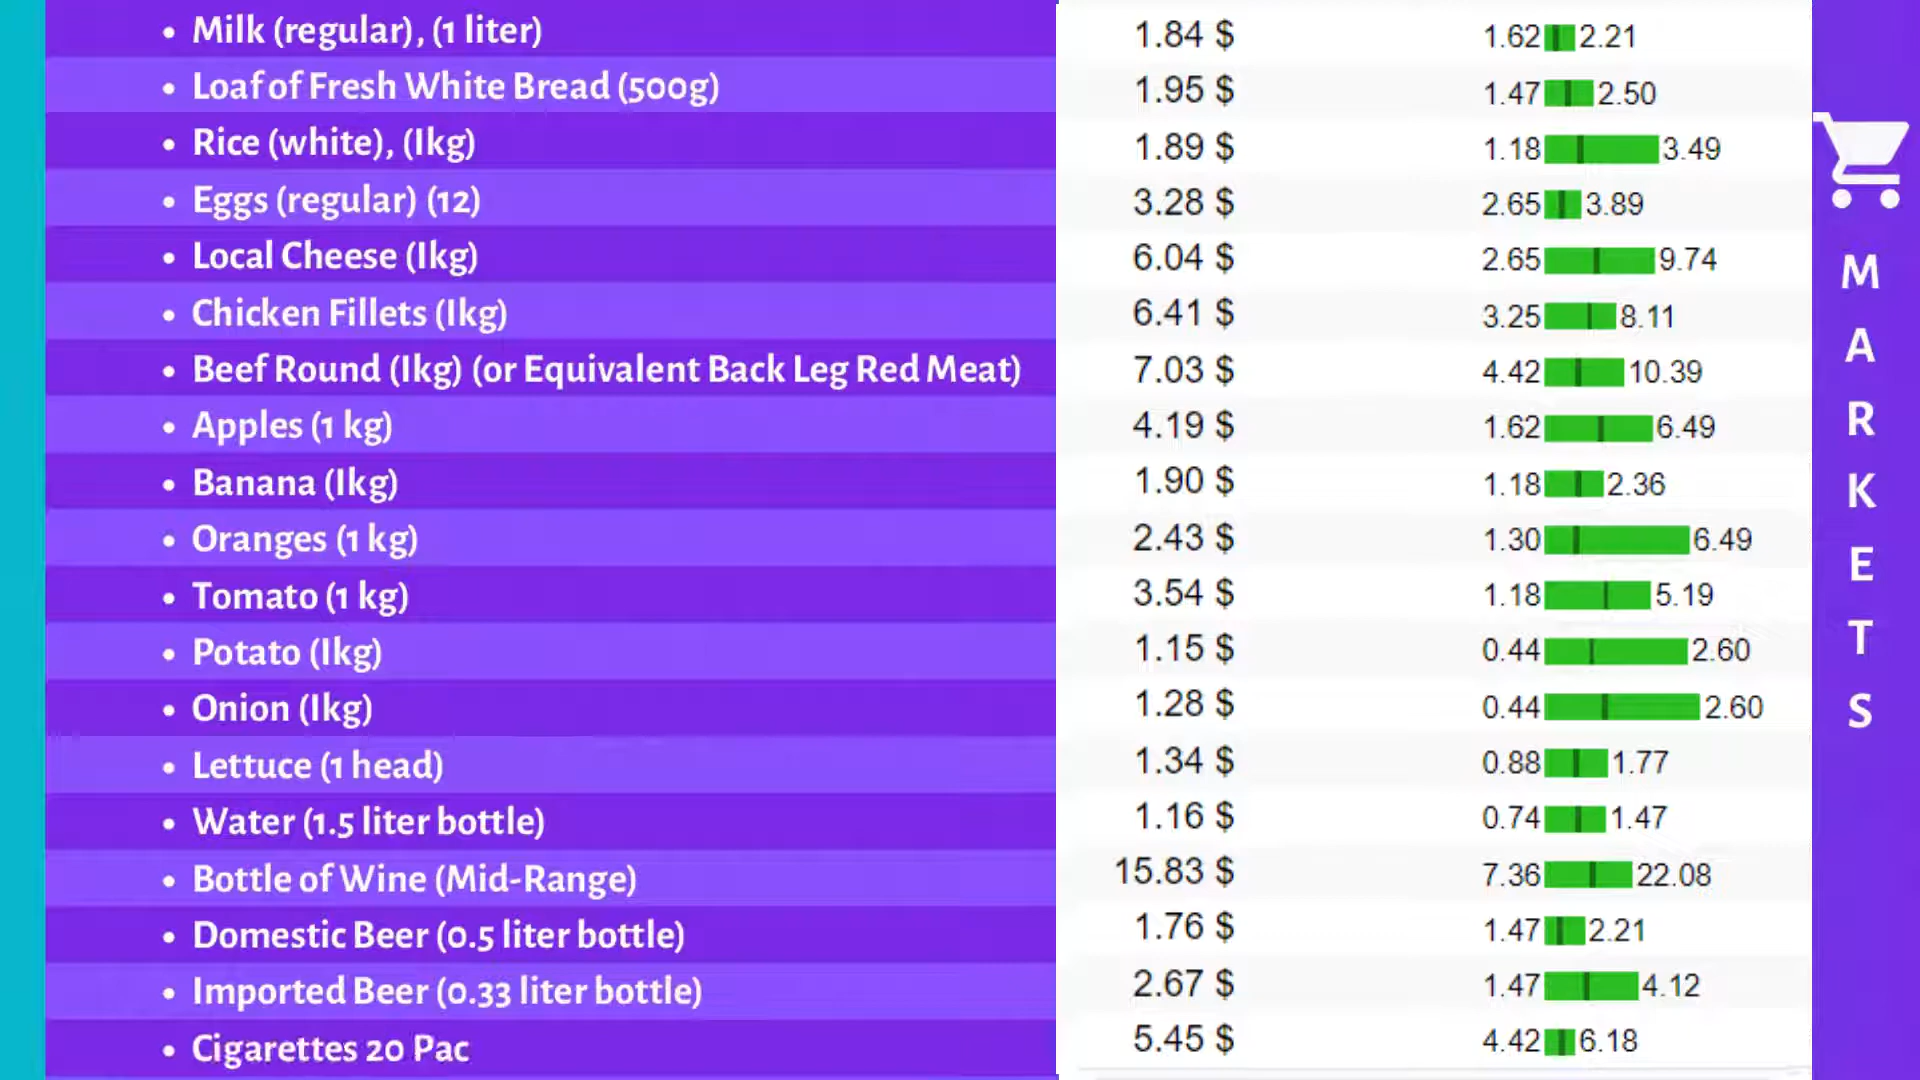 • Milk (regular), (1 liter) 1.84 $ 1.62 2.21
• Loaf of Fresh White Bread (500g) 1.95 $ 1.47 2.50
• Rice (white), (Ikg) 1.89 $ 1.18 3.49
• Eggs (regular) (12) 3.28 $ 2.65 3.89
• Local Cheese (Ikg) 6.04 $ 2.65 9.74
• Chicken Fillets (Ikg) 6.41 $ 3.25 8.11
• Beef Round (Ikg) (or Equivalent Back Leg Red Meat) 7.03 $ 4.42 10.39
• Apples (1 kg) 4.19 $ 1.62 6.49
• Banana (Ikg) 1.90 $ 1.18 2.36
• Oranges (1 kg) 2.43 $ 1.30 6.49
• Tomato (1 kg) 3.54 $ 1.18 5.19
• Potato (Ikg) 1.15 $ 0.44 2.60
• Onion (Ikg) 1.28 $ 0.44 2.60
• Lettuce (1 head) 1.34 $ 0.88 1.77
• Water (1.5 liter bottle) 1.16 $ 0.74 1.47
• Bottle of Wine (Mid-Range) 15.83 $ 7.36 22.08
• Domestic Beer (0.5 liter bottle) 1.76 $ 1.47 2.21
• Imported Beer (0.33 liter bottle) 2.67 $ 1.47 4.12
• Cigarettes 20 Pac 5.45 $ 4.42 6.18
MARKETS